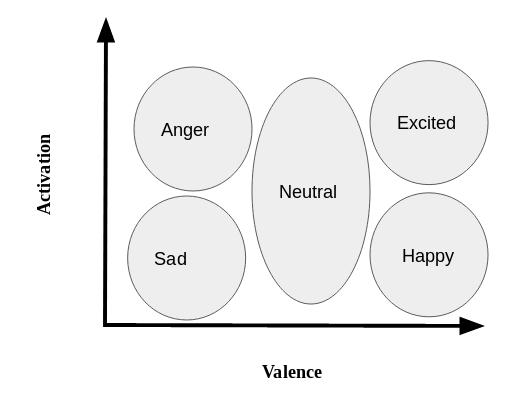 Activation
Anger
Excited
Neutral
Sad
Happy
Valence